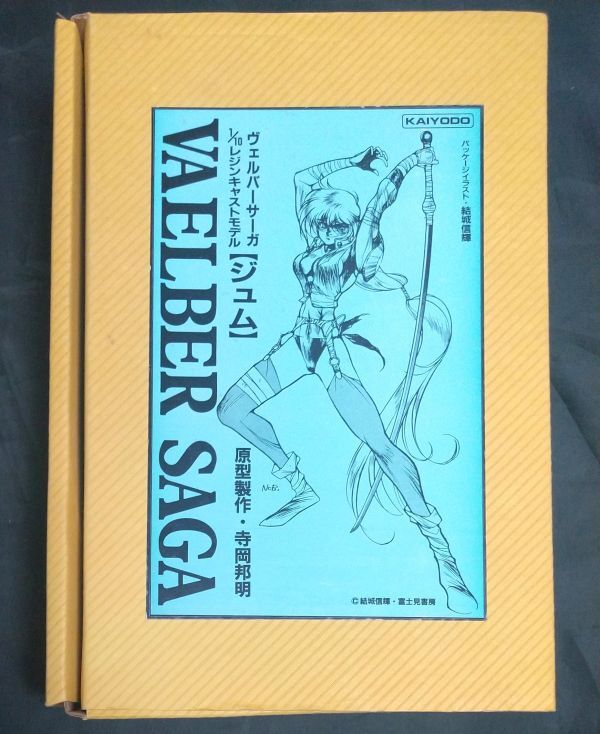 KAIYODO
パッケージイラスト・結城信輝
ヴェルバーサーガ
1/10レジンキャストモデル【ジュム】
VAELBER SAGA
原型製作・寺岡邦明
NOB.
©結城信輝・富士見書房